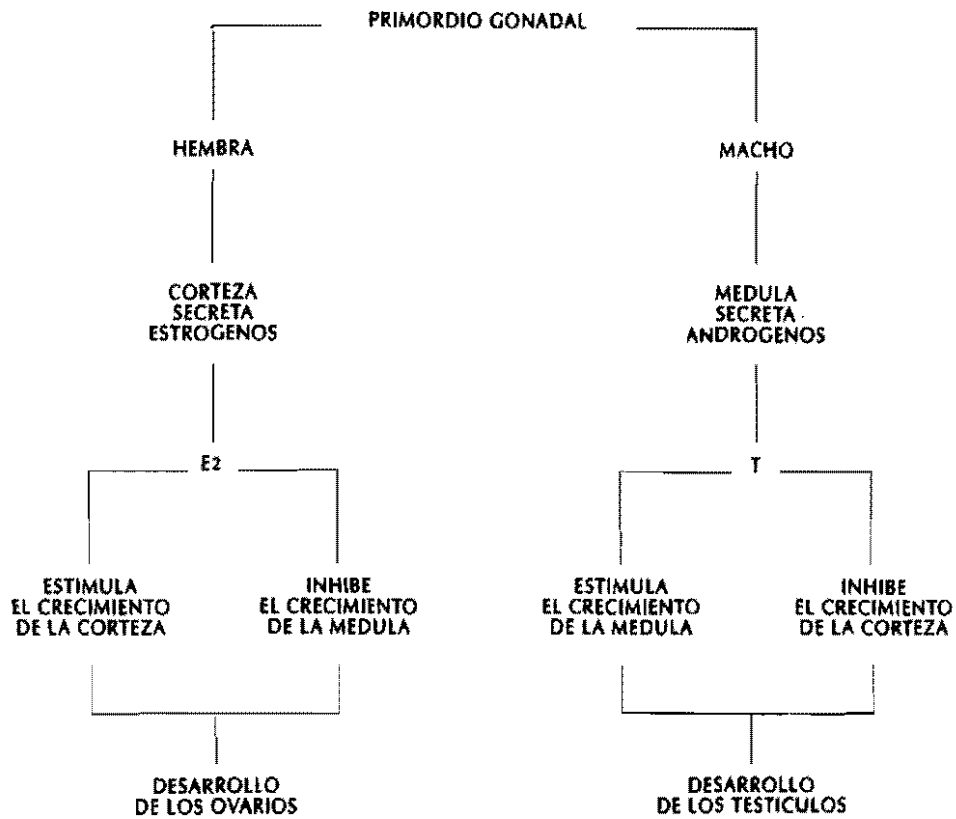 PRIMORDIO GONADAL
HEMBRA
MACHO
CORTEZA
SECRETA
ESTROGENOS
MEDULA
SECRETA
ANDROGENOS
E2
T
ESTIMULA
EL CRECIMIENTO
DE LA CORTEZA
INHIBE
EL CRECIMIENTO
DE LA MEDULA
ESTIMULA
EL CRECIMIENTO
DE LA MEDULA
INHIBE
EL CRECIMIENTO
DE LA CORTEZA
DESARROLLO
DE LOS OVARIOS
DESARROLLO
DE LOS TESTICULOS